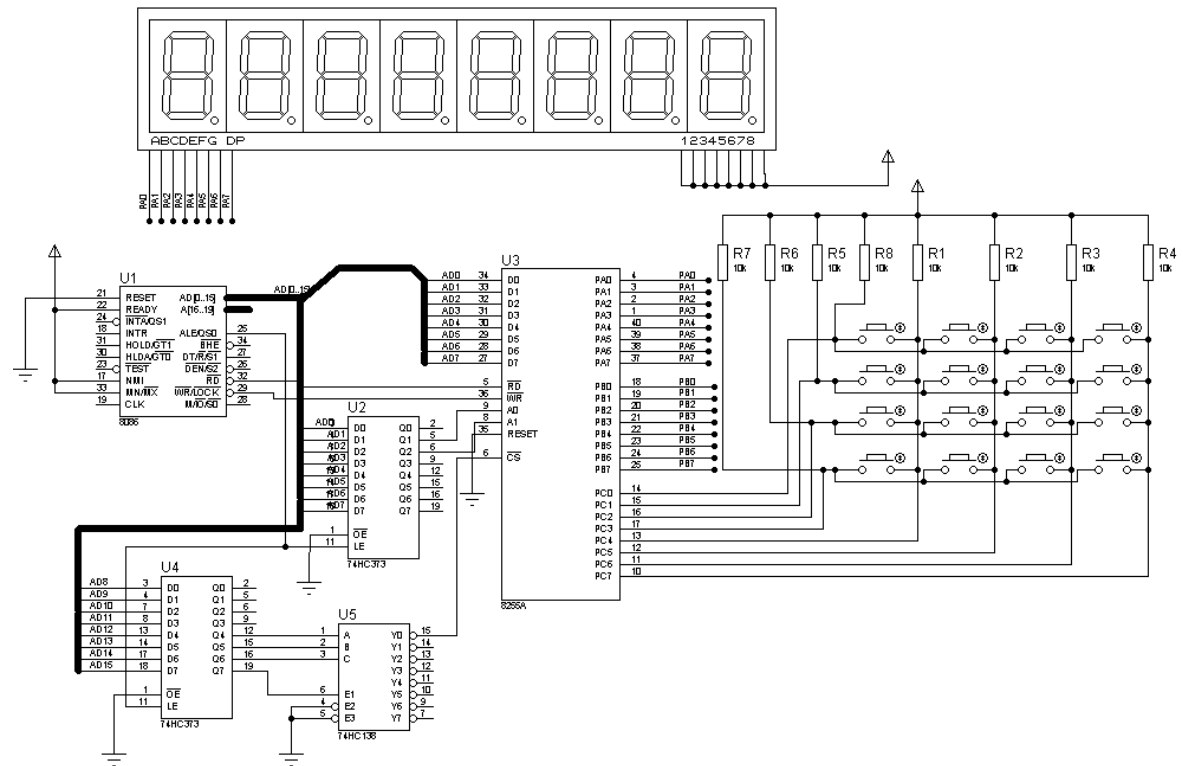 ABCDEFG DP
12345678
PA0
PA1
PA2
PA3
PA4
PA5
PA6
PA7
U1
21 RESET AD[0..15]
22 READY A[16..19]
24 INTA/QS1
18 INTR ALE/QS0 25
31 HOLD/GT1 BHE 34
30 HLDA/GT0 DT/R/S1 27
23 TEST DEN/S2 26
17 NMI RD 32
33 MN/MX WR/LOCK 29
19 CLK M/IO/S0 28
8086
AD[0..15]
U3
AD0 34 D0 PA0 4 PA0
AD1 33 D1 PA1 3 PA1
AD2 32 D2 PA2 2 PA2
AD3 31 D3 PA3 1 PA3
AD4 30 D4 PA4 40 PA4
AD5 29 D5 PA5 39 PA5
AD6 28 D6 PA6 38 PA6
AD7 27 D7 PA7 37 PA7
5 RD PB0 18 PB0
36 WR PB1 19 PB1
9 A0 PB2 20 PB2
8 A1 PB3 21 PB3
35 RESET PB4 22 PB4
PB5 23 PB5
6 CS PB6 24 PB6
PB7 25 PB7
PC0 14
PC1 15
PC2 16
PC3 17
PC4 13
PC5 12
PC6 11
PC7 10
8255A
R7
10k
R6
10k
R5
10k
R8
10k
R1
10k
R2
10k
R3
10k
R4
10k
U2
AD0 D0 Q0 2
AD1 D1 Q1 5
AD2 D2 Q2 6
AD3 D3 Q3 9
AD4 D4 Q4 12
AD5 D5 Q5 15
AD6 D6 Q6 16
AD7 D7 Q7 19
1 OE
11 LE
74HC373
U4
AD8 3 D0 Q0 2
AD9 4 D1 Q1 5
AD10 7 D2 Q2 6
AD11 8 D3 Q3 9
AD12 13 D4 Q4 12
AD13 14 D5 Q5 15
AD14 17 D6 Q6 16
AD15 18 D7 Q7 19
1 OE
11 LE
74HC373
U5
1 A Y0 15
2 B Y1 14
3 C Y2 13
Y3 12
Y4 11
6 E1 Y5 10
4 E2 Y6 9
5 E3 Y7 7
74HC138